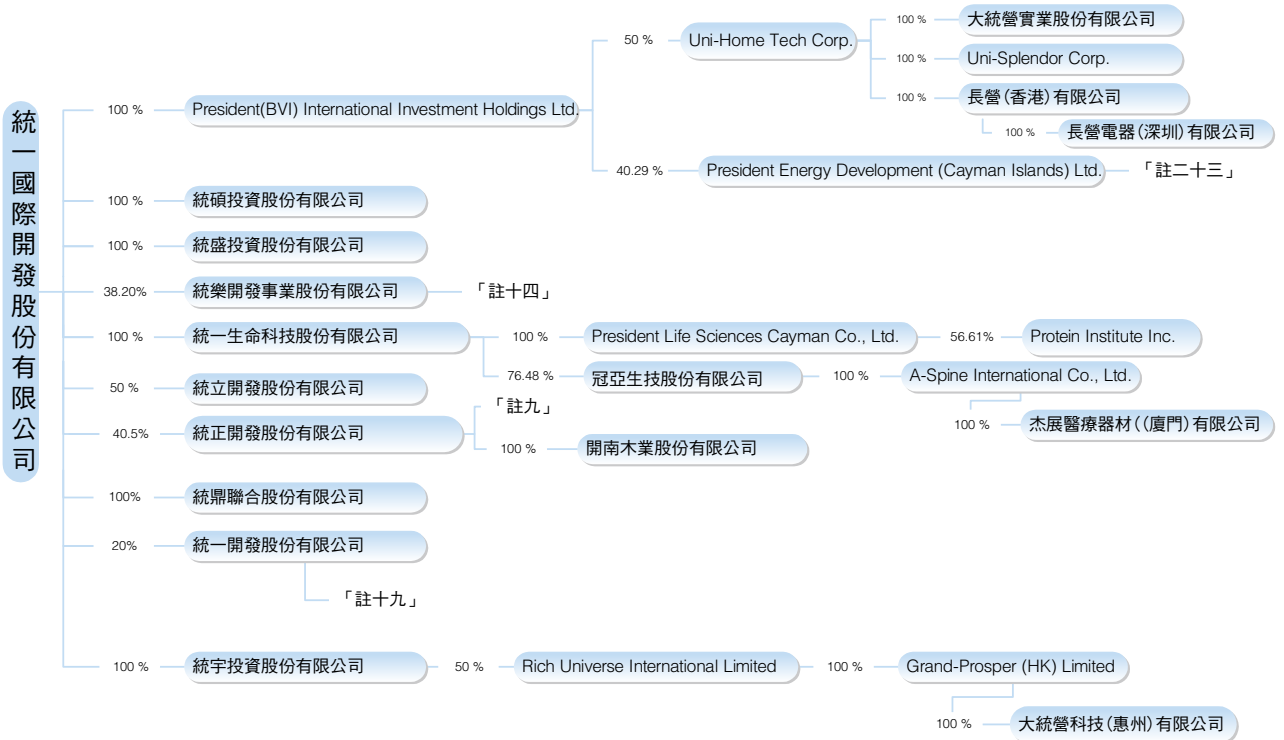 統一國際開發股份有限公司
100 %
President(BVI) International Investment Holdings Ltd.
50 %
Uni-Home Tech Corp.
100 %
大統營實業股份有限公司
100 %
Uni-Splendor Corp.
100 %
長營(香港)有限公司
100 %
長營電器(深圳)有限公司
40.29 %
President Energy Development (Cayman Islands) Ltd.
「註二十三」
100 %
統碩投資股份有限公司
100 %
統盛投資股份有限公司
38.20%
統樂開發事業股份有限公司
「註十四」
100 %
統一生命科技股份有限公司
100 %
President Life Sciences Cayman Co., Ltd.
56.61%
Protein Institute Inc.
76.48 %
冠亞生技股份有限公司
100 %
A-Spine International Co., Ltd.
100 %
杰展醫療器材((廈門)有限公司
50 %
統立開發股份有限公司
40.5%
統正開發股份有限公司
「註九」
100 %
開南木業股份有限公司
100%
統鼎聯合股份有限公司
20%
統一開發股份有限公司
「註十九」
100 %
統宇投資股份有限公司
50 %
Rich Universe International Limited
100 %
Grand-Prosper (HK) Limited
100 %
大統營科技(惠州)有限公司